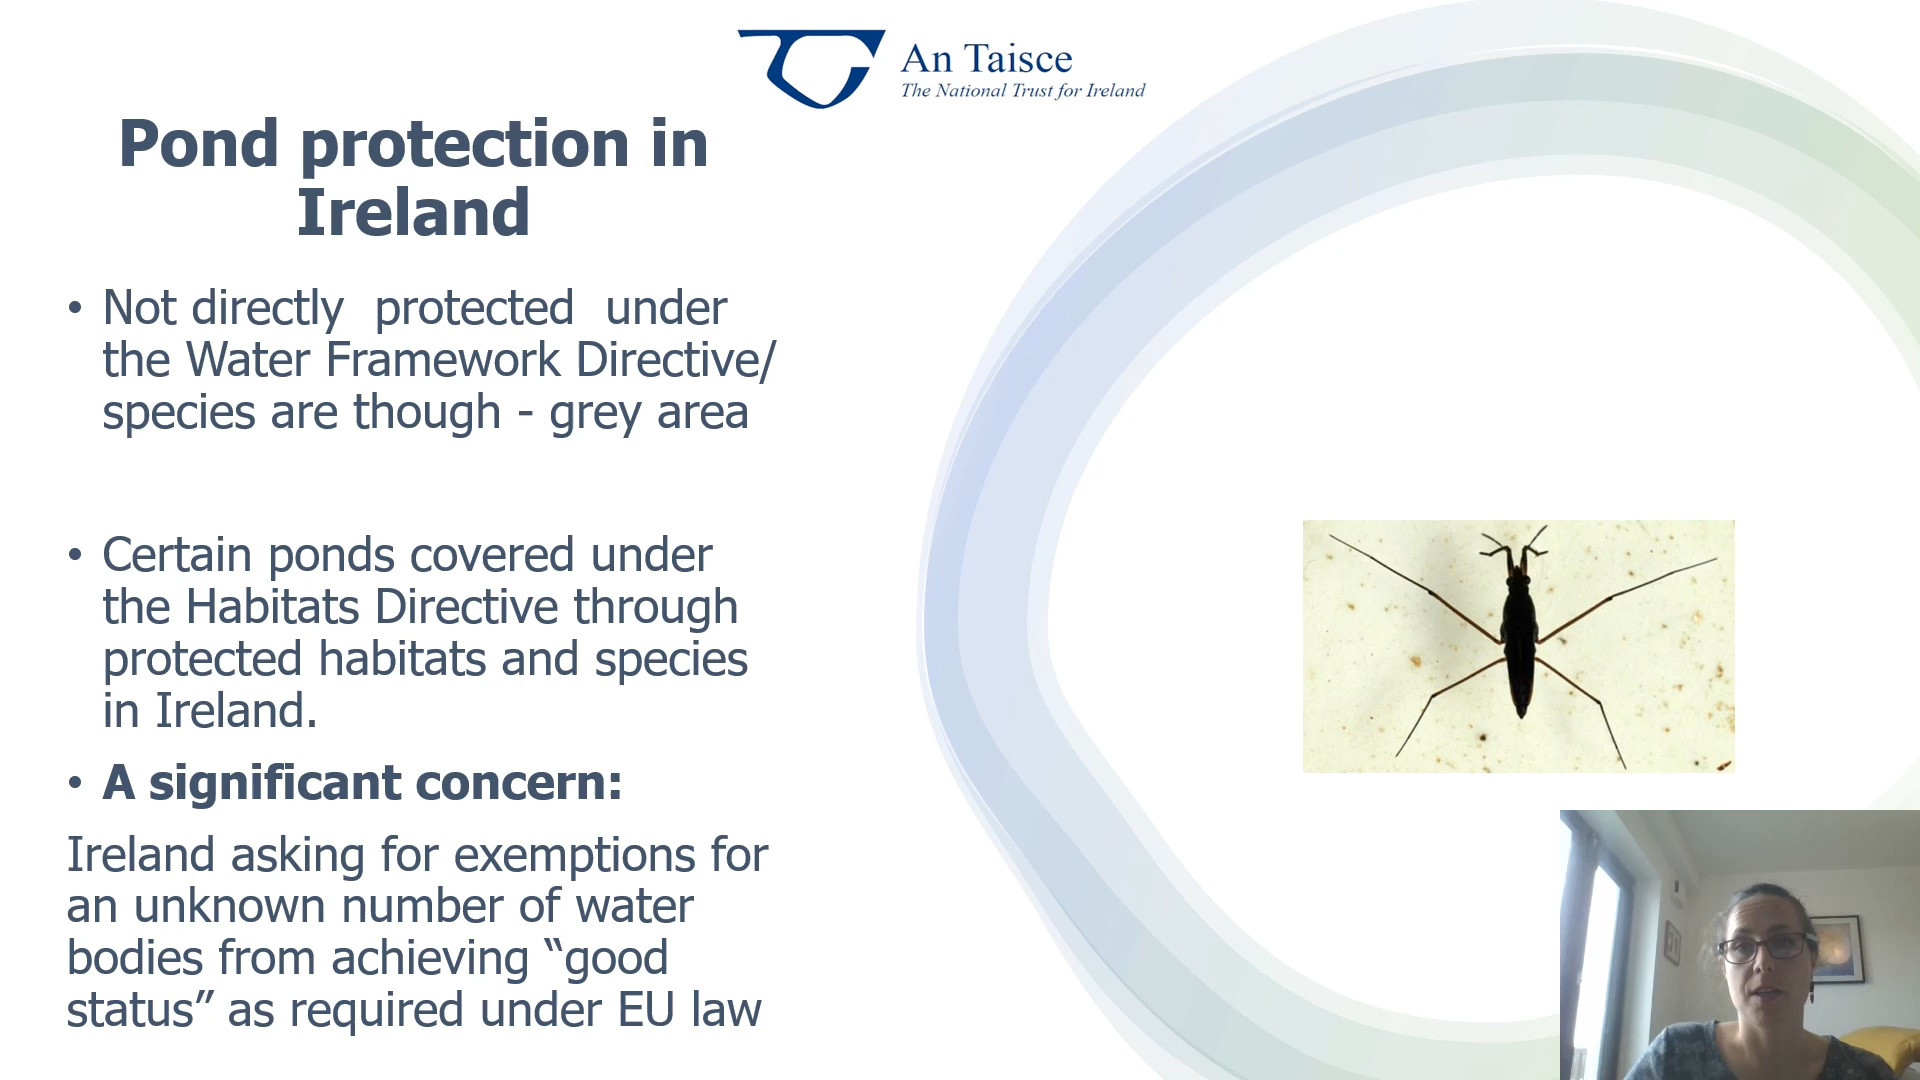 An Taisce
The National Trust for Ireland
Pond protection in
Ireland
• Not directly protected under
the Water Framework Directive/
species are though - grey area
• Certain ponds covered under
the Habitats Directive through
protected habitats and species
in Ireland.
• A significant concern:
Ireland asking for exemptions for
an unknown number of water
bodies from achieving “good
status” as required under EU law